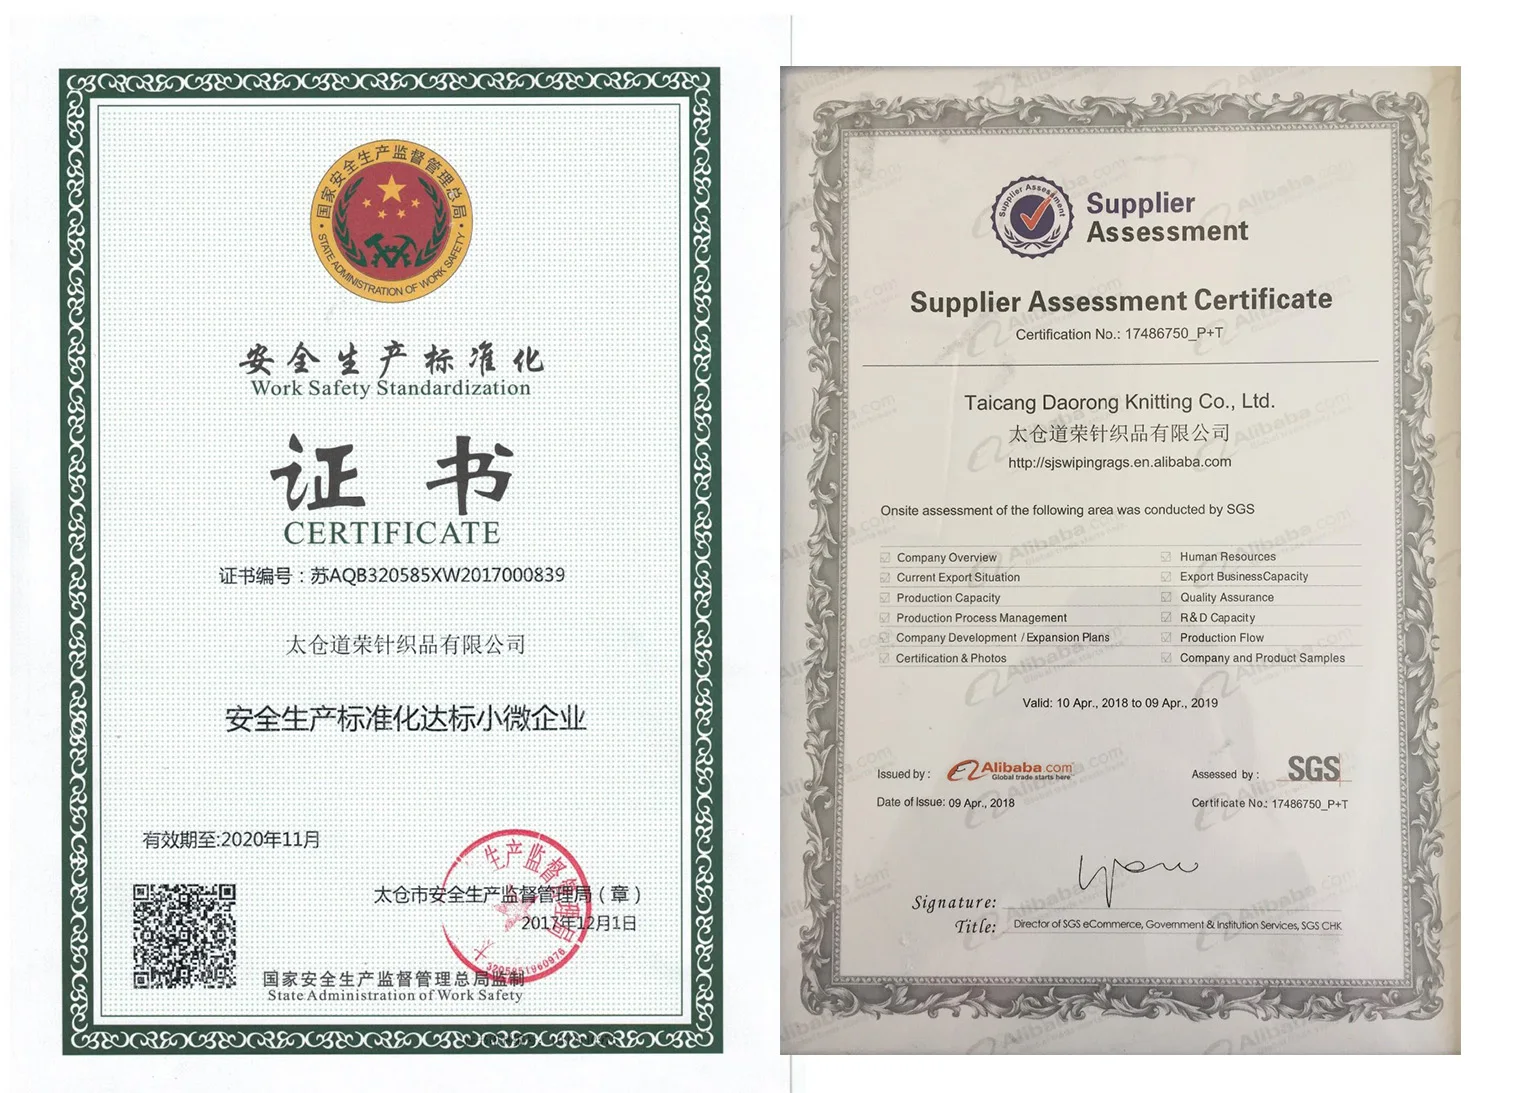 国家安全生产监督管理总局
STATE ADMINISTRATION OF WORK SAFETY
安全生产标准化
Work Safety Standardization
证书
CERTIFICATE
证书编号：苏AQB320585XW2017000839
太仓道荣针织品有限公司
安全生产标准化达标小微企业
有效期至:2020年11月
太仓市安全生产监督管理局（章）
2017年12月1日
国家安全生产监督管理总局监制
State Administration of Work Safety
Supplier Assessment
Supplier
Assessment
Supplier Assessment Certificate
Certification No.: 17486750_P+T
Taicang Daorong Knitting Co., Ltd.
太仓道荣针织品有限公司
http://sjswipingrags.en.alibaba.com
Onsite assessment of the following area was conducted by SGS
Company Overview
Human Resources
Current Export Situation
Export BusinessCapacity
Production Capacity
Quality Assurance
Production Process Management
R&D Capacity
Company Development / Expansion Plans
Production Flow
Certification & Photos
Company and Product Samples
Valid: 10 Apr., 2018 to 09 Apr., 2019
Issued by :
Alibaba.com
Global trade starts here
Assessed by :
SGS
Date of Issue: 09 Apr., 2018
Certificate No.: 17486750_P+T
Signature:
Title:
Director of SGS eCommerce, Government & Institution Services, SGS CHK